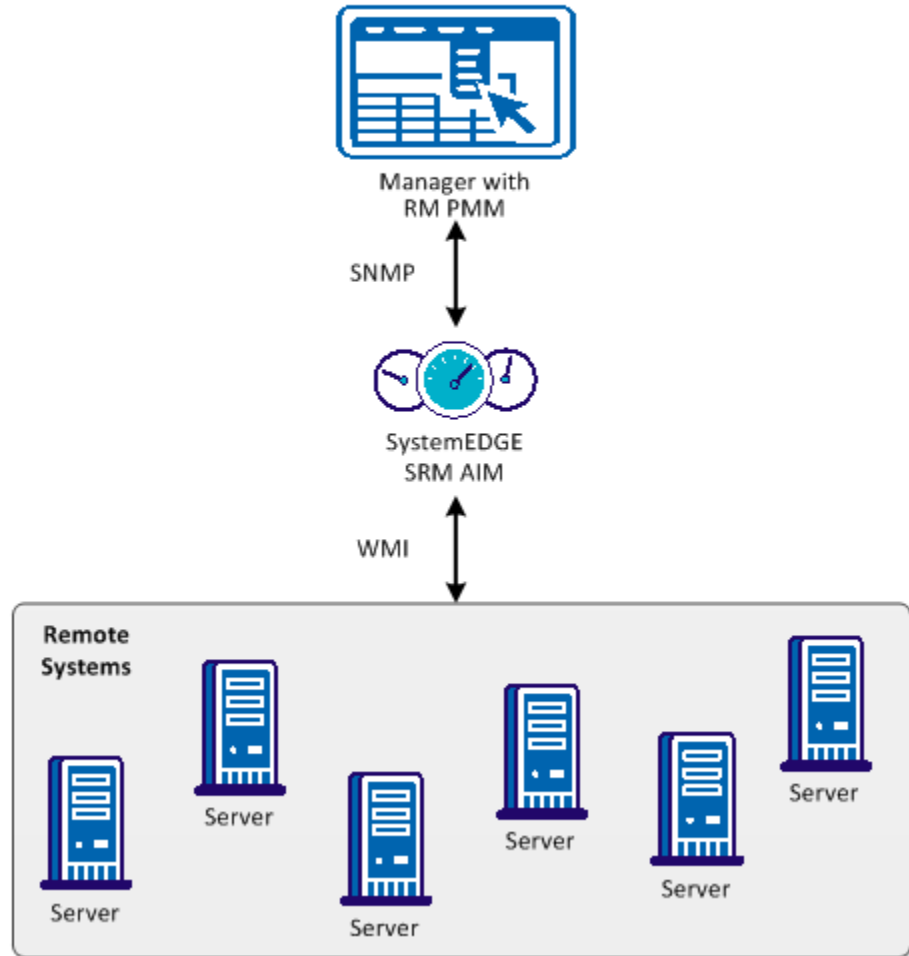 Manager with
RM PMM
SNMP
SystemEDGE
SRM AIM
WMI
Remote
Systems
Server
Server
Server
Server
Server
Server